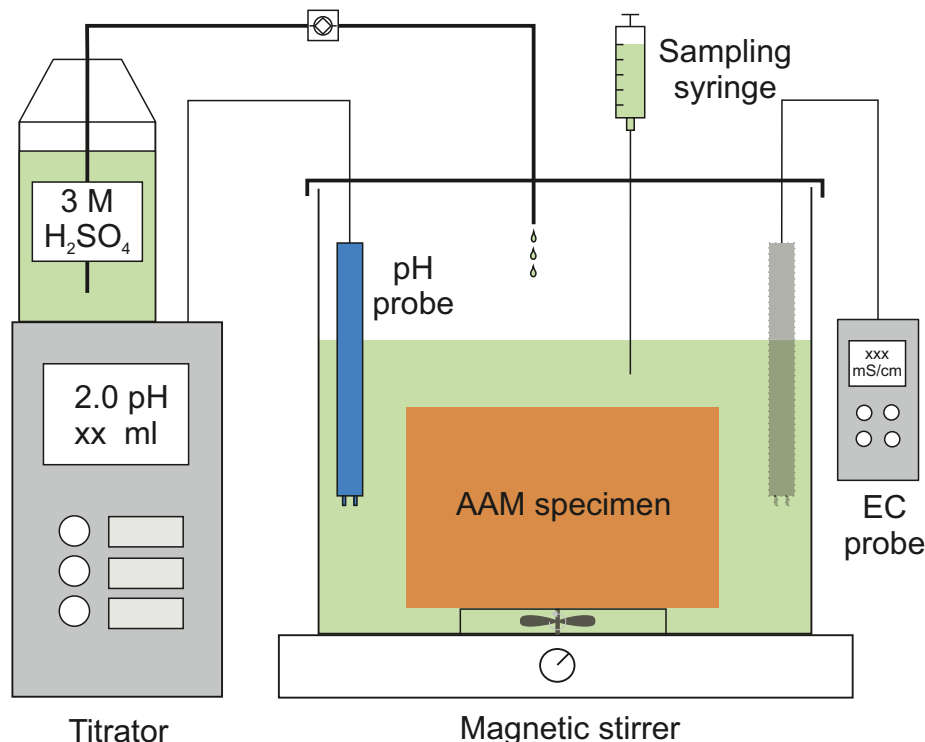 Sampling
syringe
3 M
H₂SO₄
pH
probe
xxx
mS/cm
2.0 pH
xx ml
AAM specimen
EC
probe
Titrator
Magnetic stirrer